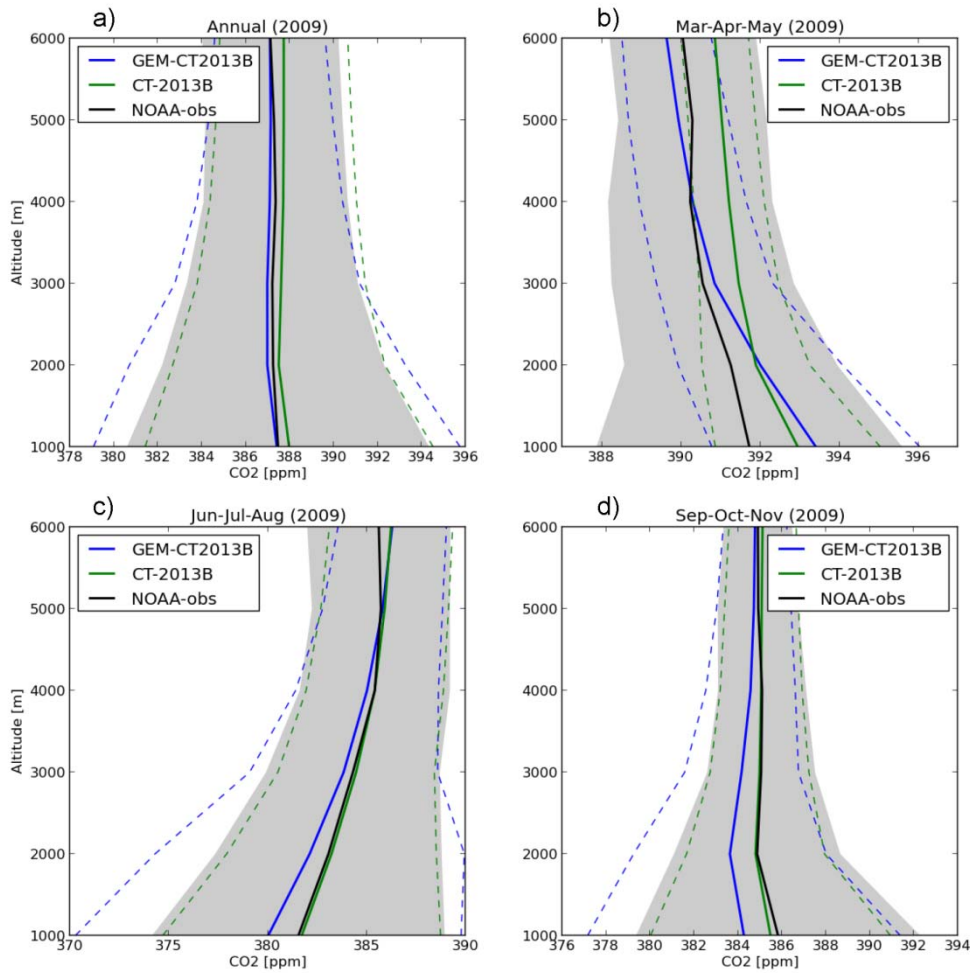 a)
Annual (2009)
6000
5000
4000
3000
2000
1000
Altitude [m]
GEM-CT2013B
CT-2013B
NOAA-obs
378 380 382 384 386 388 390 392 394 396
CO2 [ppm]
b)
Mar-Apr-May (2009)
6000
5000
4000
3000
2000
1000
GEM-CT2013B
CT-2013B
NOAA-obs
388 390 392 394 396
CO2 [ppm]
c)
Jun-Jul-Aug (2009)
6000
5000
4000
3000
2000
1000
Altitude [m]
GEM-CT2013B
CT-2013B
NOAA-obs
370 375 380 385 390
CO2 [ppm]
d)
Sep-Oct-Nov (2009)
6000
5000
4000
3000
2000
1000
GEM-CT2013B
CT-2013B
NOAA-obs
376 378 380 382 384 386 388 390 392 394
CO2 [ppm]